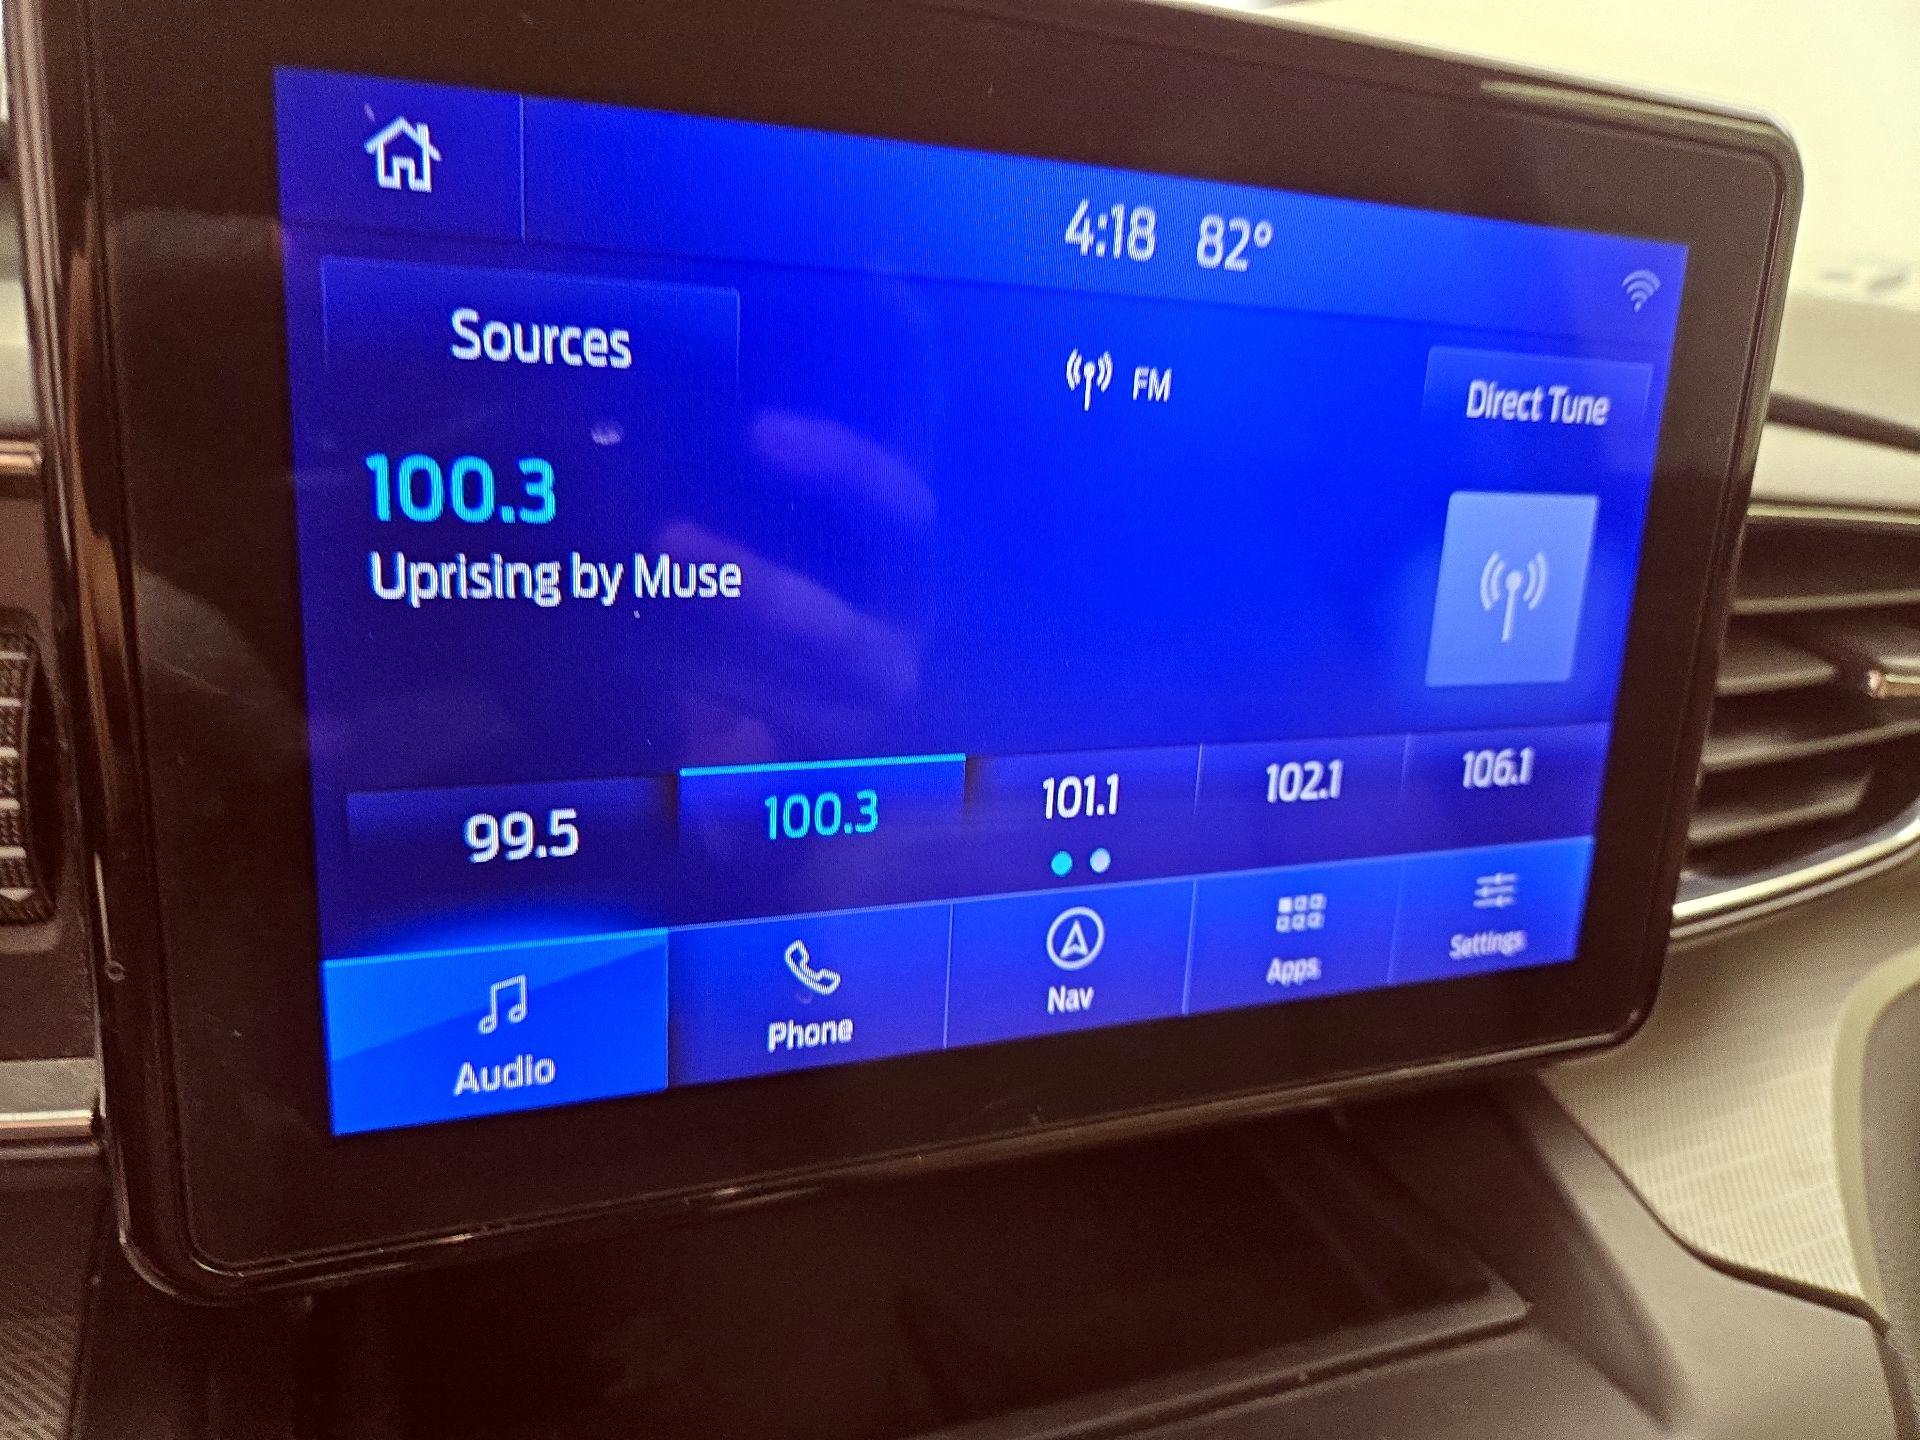 4:18 82°
Sources
FM
Direct Tune
100.3
Uprising by Muse
99.5
100.3
101.1
102.1
106.1
Audio
Phone
Nav
Apps
Settings